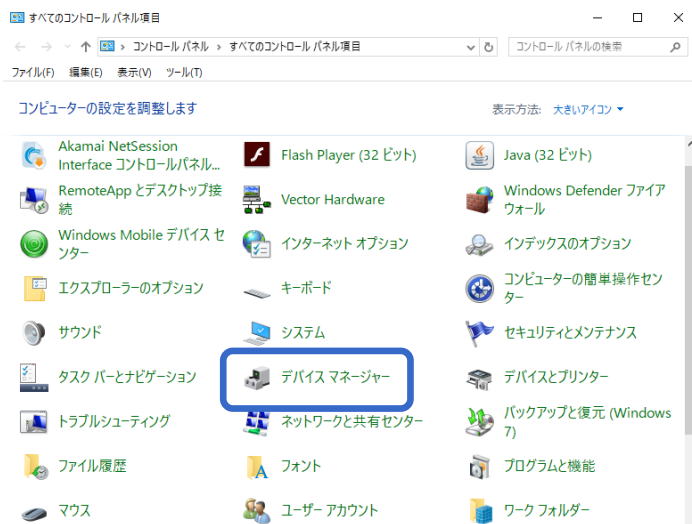 すべてのコントロール パネル項目
コントロール パネル › すべてのコントロール パネル項目
コントロール パネルの検索
ファイル(F) 編集(E) 表示(V) ツール(T)
コンピューターの設定を調整します
表示方法: 大きいアイコン
Akamai NetSession
Interface コントロールパネル...
Flash Player (32 ビット)
Java (32 ビット)
RemoteApp とデスクトップ接
続
Vector Hardware
Windows Defender ファイア
ウォール
Windows Mobile デバイス セ
ンター
インターネット オプション
インデックスのオプション
エクスプローラーのオプション
キーボード
コンピューターの簡単操作セン
ター
サウンド
システム
セキュリティとメンテナンス
タスク バーとナビゲーション
デバイス マネージャー
デバイスとプリンター
トラブルシューティング
ネットワークと共有センター
バックアップと復元 (Windows
7)
ファイル履歴
フォント
プログラムと機能
マウス
ユーザー アカウント
ワーク フォルダー